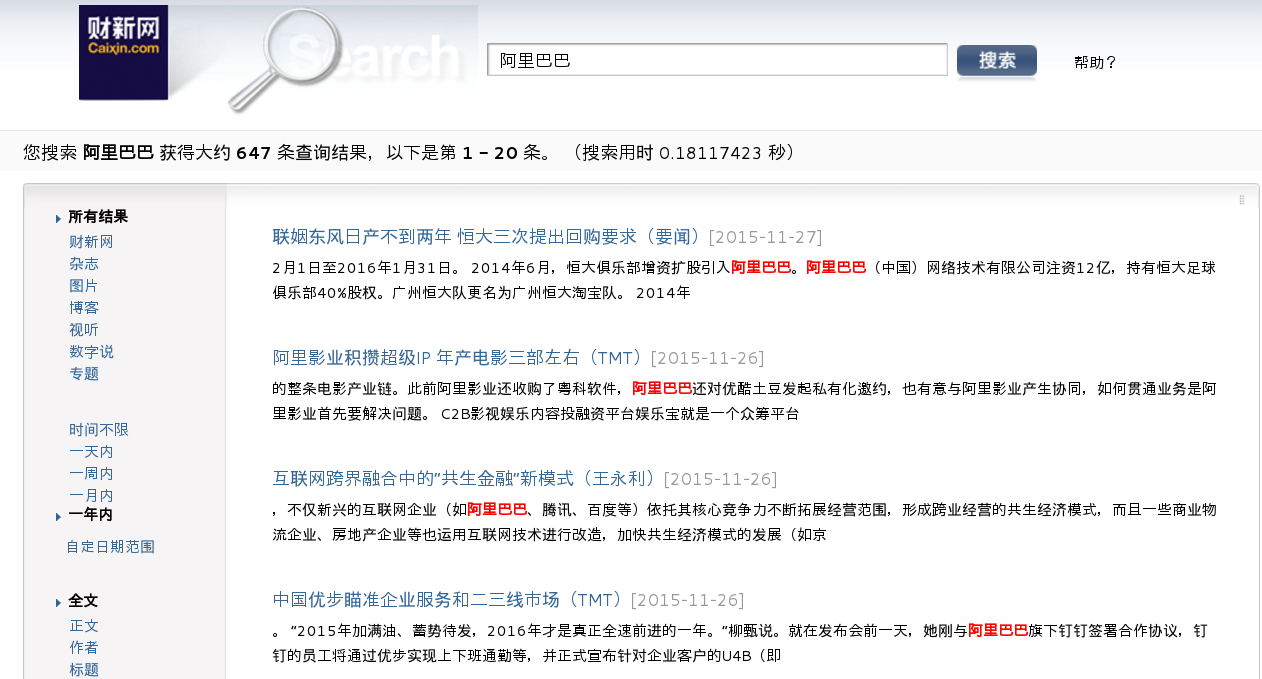 财新网
Caixin.com
Search
阿里巴巴
搜索
帮助？
您搜索 阿里巴巴 获得大约 647 条查询结果，以下是第 1 - 20 条。 （搜索用时 0.18117423 秒）
所有结果
财新网
杂志
图片
博客
视听
数字说
专题
时间不限
一天内
一周内
一月内
一年内
自定日期范围
全文
正文
作者
标题
联姻东风日产不到两年 恒大三次提出回购要求（要闻）[2015-11-27]
2月1日至2016年1月31日。 2014年6月，恒大俱乐部增资扩股引入阿里巴巴。阿里巴巴（中国）网络技术有限公司注资12亿，持有恒大足球
俱乐部40%股权。广州恒大队更名为广州恒大淘宝队。 2014年
阿里影业积攒超级IP 年产电影三部左右（TMT）[2015-11-26]
的整条电影产业链。此前阿里影业还收购了粤科软件，阿里巴巴还对优酷土豆发起私有化邀约，也有意与阿里影业产生协同，如何贯通业务是阿
里影业首先要解决问题。 C2B影视娱乐内容投融资平台娱乐宝就是一个众筹平台
互联网跨界融合中的"共生金融"新模式（王永利）[2015-11-26]
，不仅新兴的互联网企业（如阿里巴巴、腾讯、百度等）依托其核心竞争力不断拓展经营范围，形成跨业经营的共生经济模式，而且一些商业物
流企业、房地产企业等也运用互联网技术进行改造，加快共生经济模式的发展（如京
中国优步瞄准企业服务和二三线市场（TMT）[2015-11-26]
。 "2015年加满油、蓄势待发，2016年才是真正全速前进的一年。"柳甄说。就在发布会前一天，她刚与阿里巴巴旗下钉钉签署合作协议，钉
钉的员工将通过优步实现上下班通勤等，并正式宣布针对企业客户的U4B（即